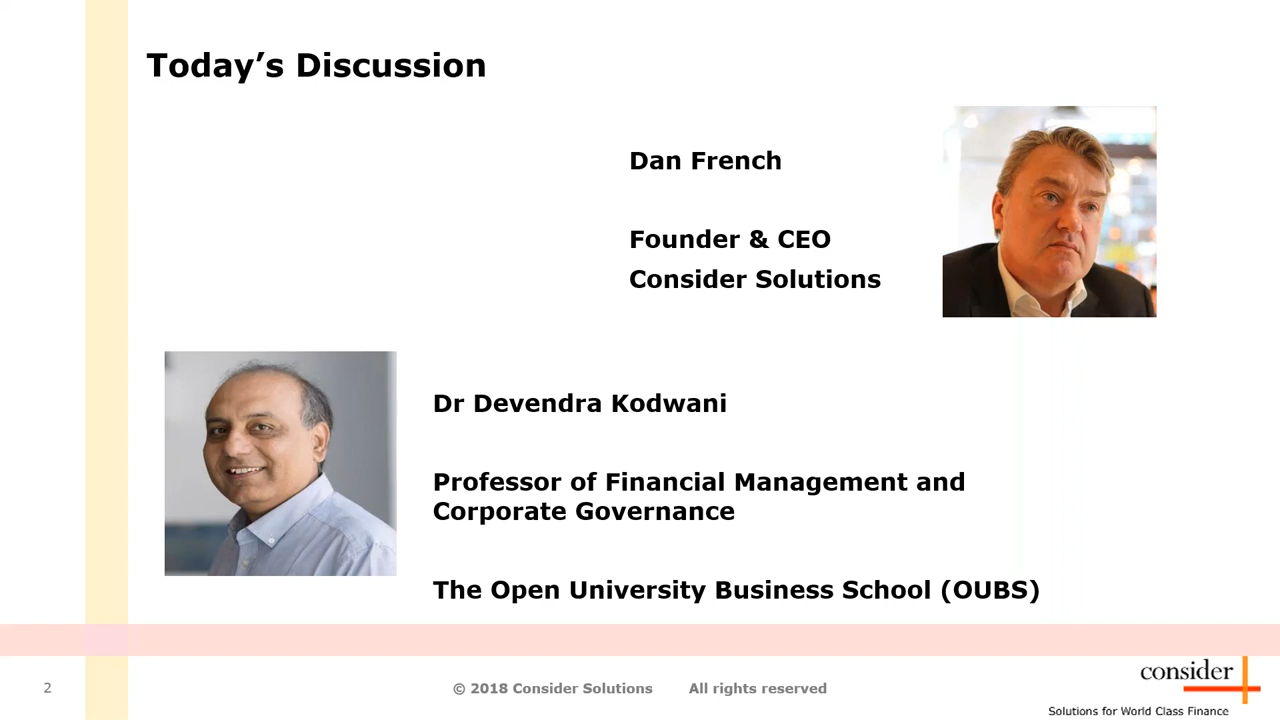 Today’s Discussion
Dan French
Founder & CEO
Consider Solutions
Dr Devendra Kodwani
Professor of Financial Management and
Corporate Governance
The Open University Business School (OUBS)
2
© 2018 Consider Solutions All rights reserved
consider
Solutions for World Class Finance